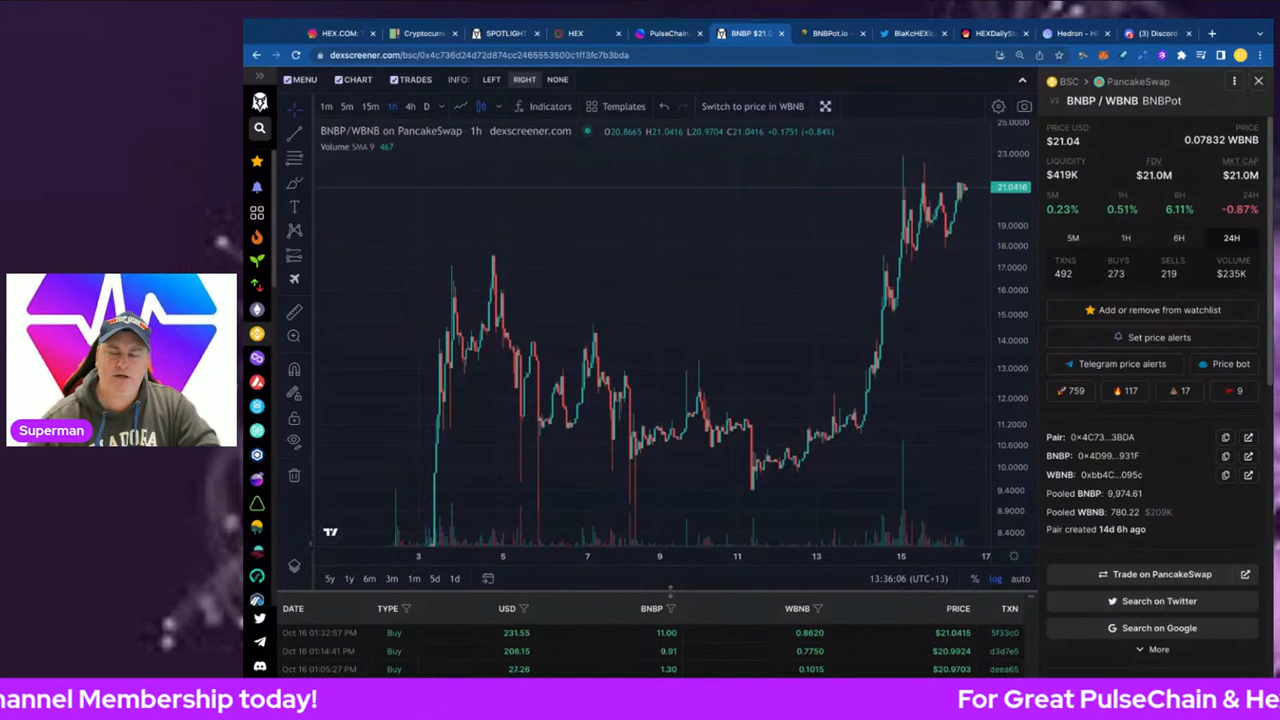 HEX.COM: T
Cryptocurre
SPOTLIGHT
HEX
PulseChain
BNBP $21.0
BNBPot.io -
BlaKcHEXic
HEXDailySta
Hedron - H
(3) Discord
dexscreener.com/bsc/0x4c736d24d72d874cc2465553500c1ff3fc7b3bda
MENU CHART TRADES INFO: LEFT RIGHT NONE
1m 5m 15m 1h 4h D Indicators Templates Switch to price in WBNB
BNBP/WBNB on PancakeSwap 1h dexscreener.com O20.8665 H21.0416 L20.9704 C21.0416 +0.1751 (+0.84%)
Volume SMA 9 467
25.0000
23.0000
21.0416
19.0000
18.0000
17.0000
16.0000
15.0000
14.0000
13.0000
12.0000
11.2000
10.6000
10.0000
9.4000
8.9000
8.4000
3 5 7 9 11 13 15 17
5y 1y 6m 3m 1m 5d 1d 13:36:06 (UTC+13) % log auto
DATE TYPE USD BNBP WBNB PRICE TXN
Oct 16 01:32:57 PM Buy 231.55 11.00 0.8620 $21.0415 5f33c0
Oct 16 01:14:41 PM Buy 208.15 9.91 0.7750 $20.9924 d3d7e5
Oct 16 01:05:27 PM Buy 27.26 1.30 0.1015 $20.9703 deea65
BSC > PancakeSwap
V2 BNBP / WBNB BNBPot
PRICE USD PRICE
$21.04 0.07832 WBNB
LIQUIDITY FDV MKT CAP
$419K $21.0M $21.0M
5M 1H 6H 24H
0.23% 0.51% 6.11% -0.87%
5M 1H 6H 24H
TXNS BUYS SELLS VOLUME
492 273 219 $235K
Add or remove from watchlist
Set price alerts
Telegram price alerts Price bot
759 117 17 9
Pair: 0×4C73...3BDA
BNBP: 0×4D99...931F
WBNB: 0xbb4C...095c
Pooled BNBP: 9,974.61
Pooled WBNB: 780.22 $209K
Pair created 14d 6h ago
Trade on PancakeSwap
Search on Twitter
Search on Google
More
Superman
hannel Membership today! For Great PulseChain & He